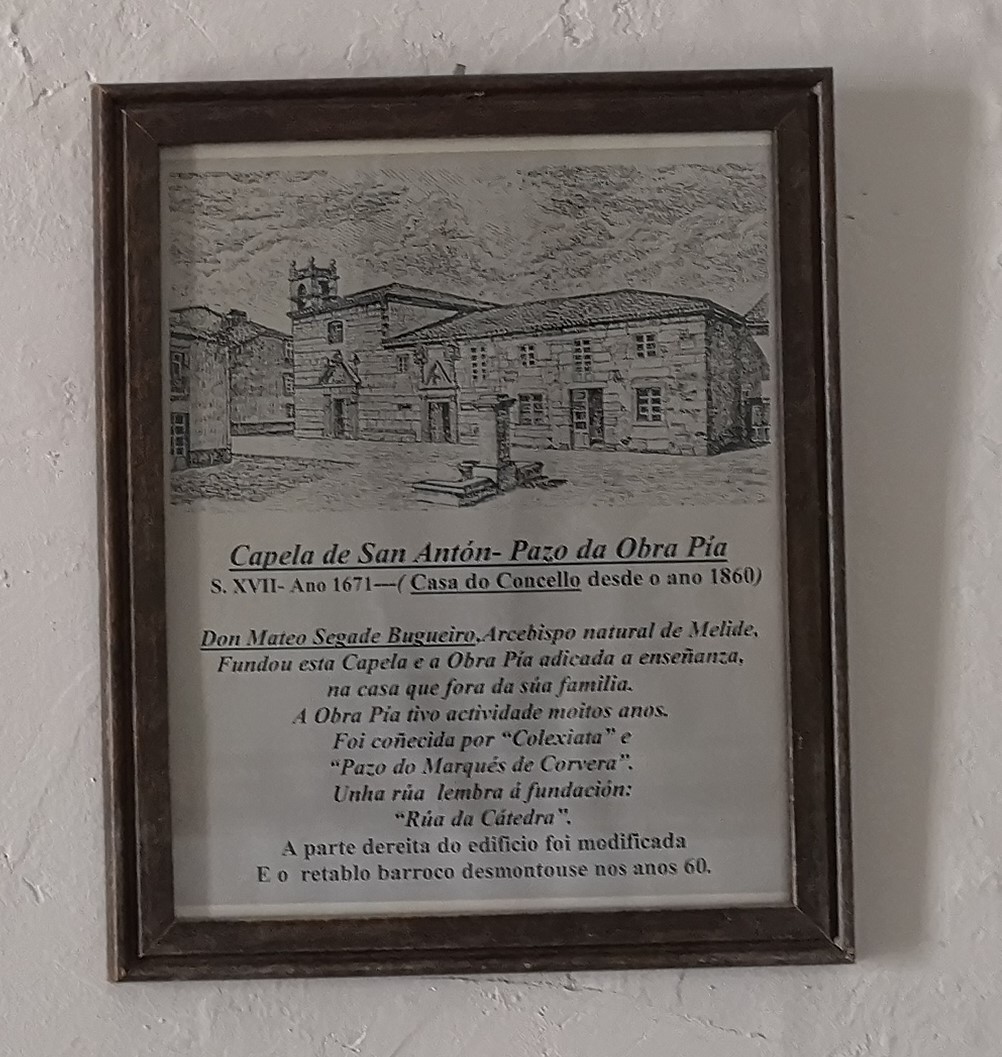 Capela de San Antón- Pazo da Obra Pía
S. XVII- Ano 1671—( Casa do Concello desde o ano 1860)
Don Mateo Segade Bugueiro,Arcebispo natural de Melide,
Fundou esta Capela e a Obra Pía adicada a enseñanza,
na casa que fora da súa familia.
A Obra Pía tivo actividade moitos anos.
Foi coñecida por “Colexiata” e
“Pazo do Marqués de Corvera”.
Unha rúa lembra á fundación:
“Rúa da Cátedra”.
A parte dereita do edificio foi modificada
E o retablo barroco desmontouse nos anos 60.